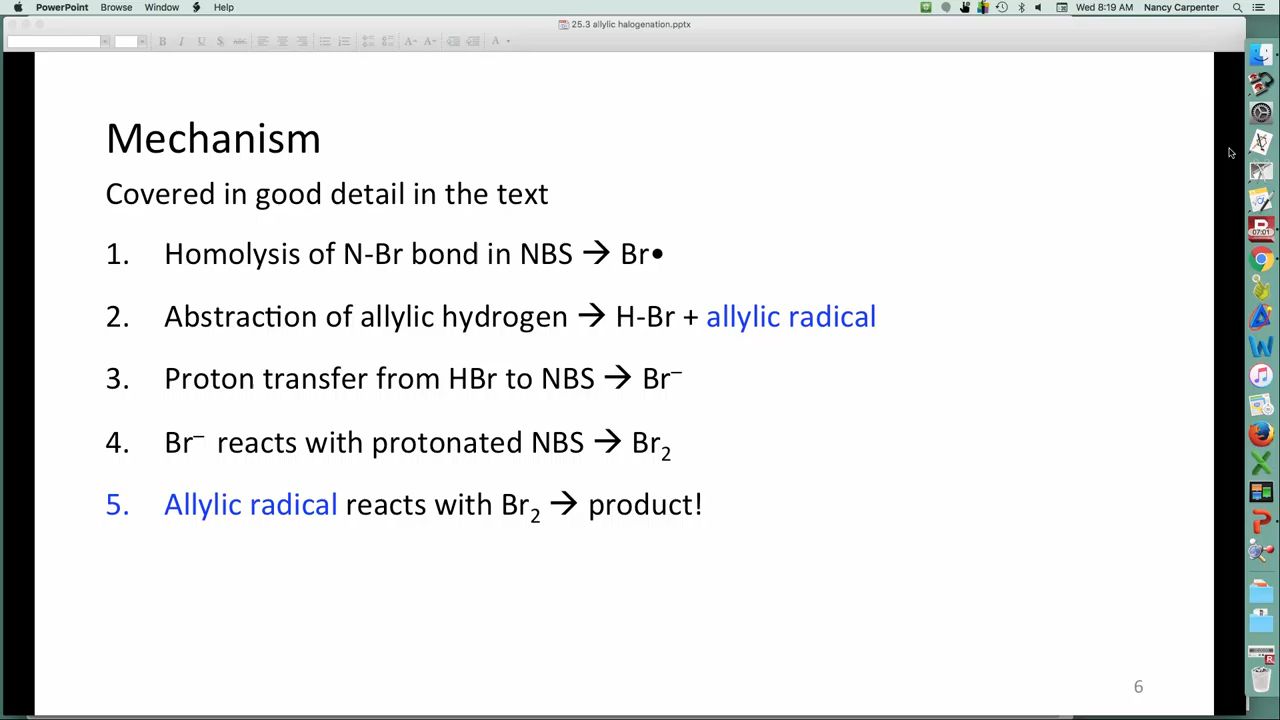 PowerPoint Browse Window Help Wed 8:19 AM Nancy Carpenter
25.3 allylic halogenation.pptx
Mechanism
Covered in good detail in the text
1. Homolysis of N-Br bond in NBS → Br•
2. Abstraction of allylic hydrogen → H-Br + allylic radical
3. Proton transfer from HBr to NBS → Br⁻
4. Br⁻ reacts with protonated NBS → Br₂
5. Allylic radical reacts with Br₂ → product!
6
07:01